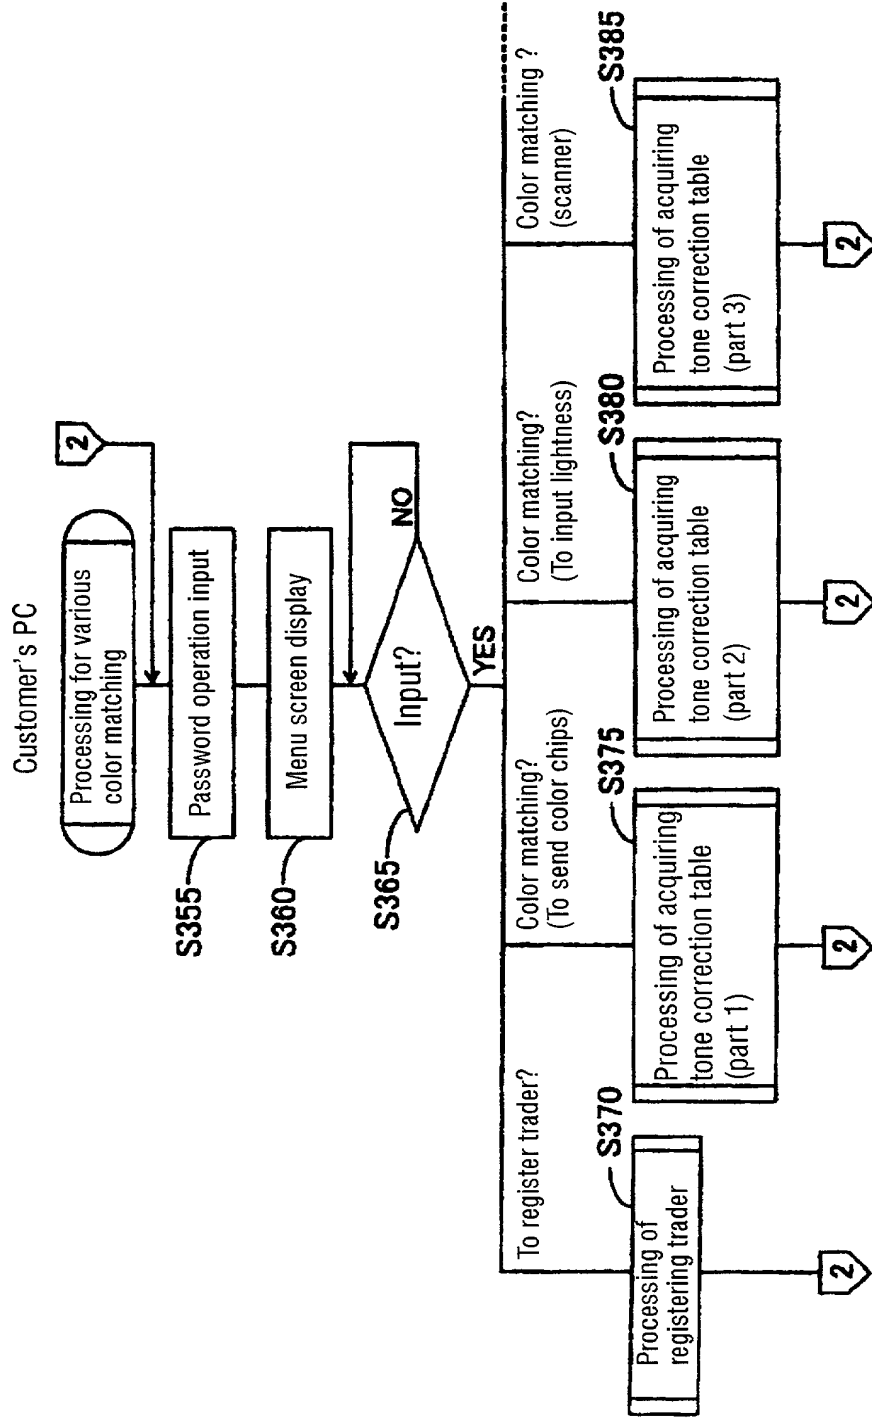 Customer's PC
Processing for various
color matching
2
S355
Password operation input
S360
Menu screen display
S365
Input?
NO
YES
To register trader?
Color matching?
(To send color chips)
Color matching?
(To input lightness)
Color matching ?
(scanner)
S370
Processing of
registering trader
S375
Processing of acquiring
tone correction table
(part 1)
S380
Processing of acquiring
tone correction table
(part 2)
S385
Processing of acquiring
tone correction table
(part 3)
2
2
2
2